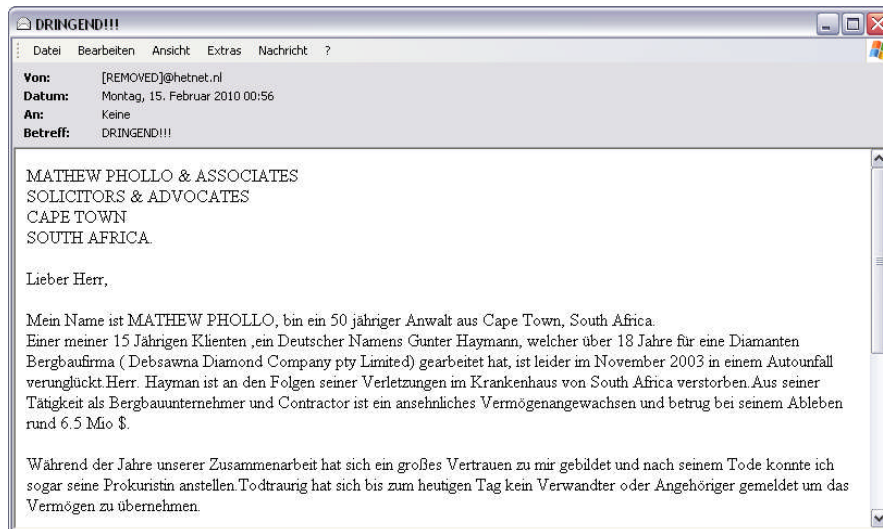 DRINGEND!!!
Datei Bearbeiten Ansicht Extras Nachricht ?
Von: [REMOVED]@hetnet.nl
Datum: Montag, 15. Februar 2010 00:56
An: Keine
Betreff: DRINGEND!!!
MATHEW PHOLLO & ASSOCIATES
SOLICITORS & ADVOCATES
CAPE TOWN
SOUTH AFRICA.
Lieber Herr,
Mein Name ist MATHEW PHOLLO, bin ein 50 jähriger Anwalt aus Cape Town, South Africa.
Einer meiner 15 Jährigen Klienten ,ein Deutscher Namens Gunter Haymann, welcher über 18 Jahre für eine Diamanten
Bergbaufirma ( Debsawna Diamond Company pty Limited) gearbeitet hat, ist leider im November 2003 in einem Autounfall
verunglückt.Herr. Hayman ist an den Folgen seiner Verletzungen im Krankenhaus von South Africa verstorben.Aus seiner
Tätigkeit als Bergbauunternehmer und Contractor ist ein ansehnliches Vermögenangewachsen und betrug bei seinem Ableben
rund 6.5 Mio $.
Während der Jahre unserer Zusammenarbeit hat sich ein großes Vertrauen zu mir gebildet und nach seinem Tode konnte ich
sogar seine Prokuristin anstellen.Todtraurig hat sich bis zum heutigen Tag kein Verwandter oder Angehöriger gemeldet um das
Vermögen zu übernehmen.